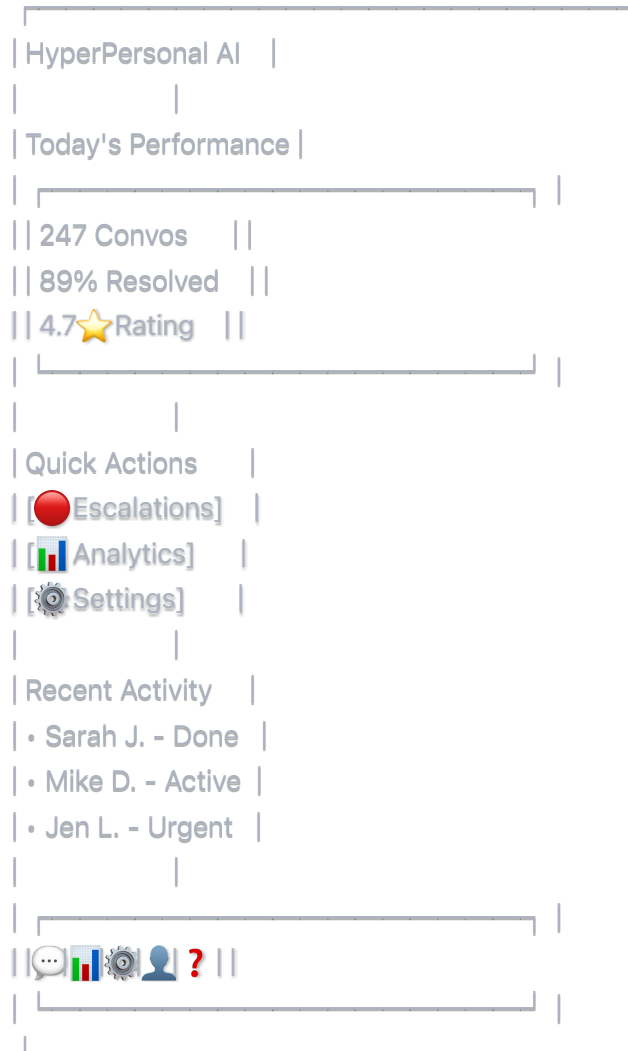 HyperPersonal AI
Today's Performance
247 Convos
89% Resolved
4.7⭐Rating
Quick Actions
[🔴Escalations]
[📊Analytics]
[⚙️Settings]
Recent Activity
• Sarah J. - Done
• Mike D. - Active
• Jen L. - Urgent
💬📊⚙️👤❓